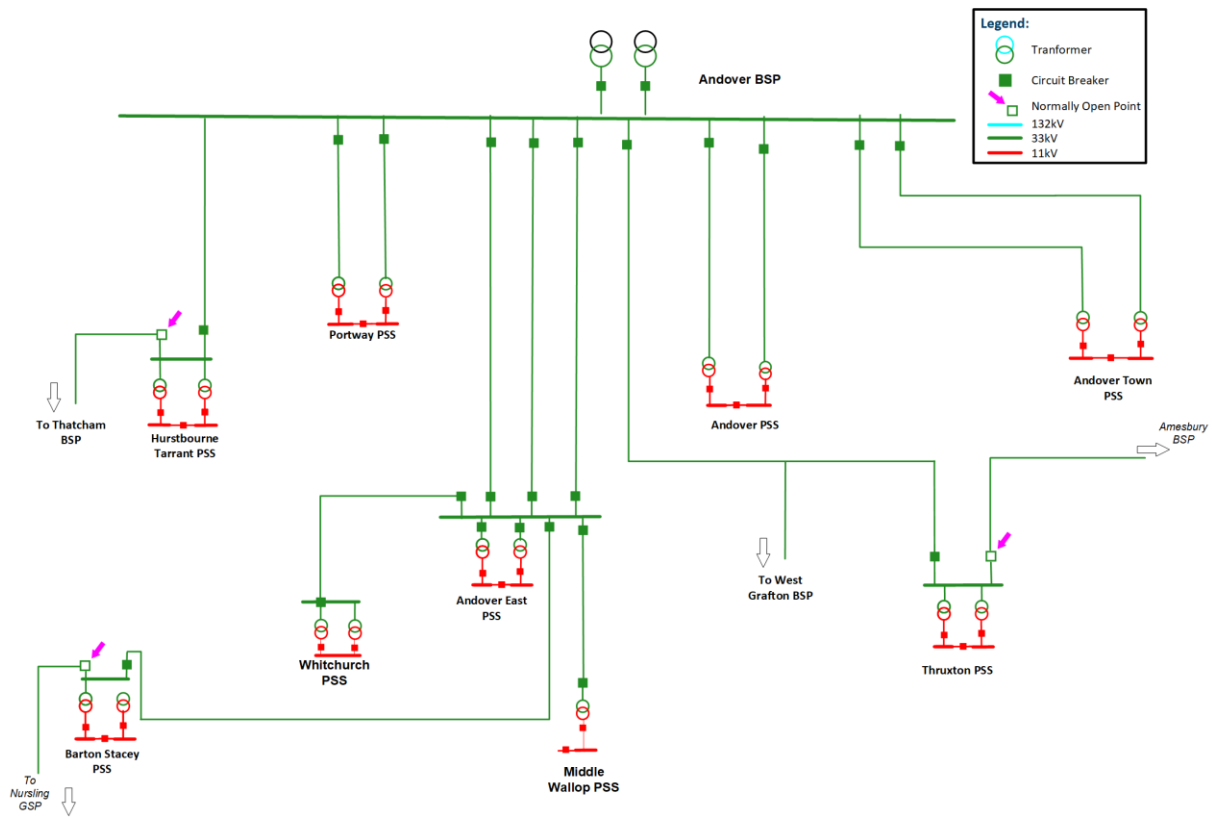 Legend:
Tranformer
Circuit Breaker
Normally Open Point
132kV
33kV
11kV
Andover BSP
Portway PSS
To Thatcham
BSP
Hurstbourne
Tarrant PSS
Andover PSS
Andover Town
PSS
Amesbury
BSP
Andover East
PSS
To West
Grafton BSP
Whitchurch
PSS
Thruxton PSS
Barton Stacey
PSS
Middle
Wallop PSS
To
Nursling
GSP